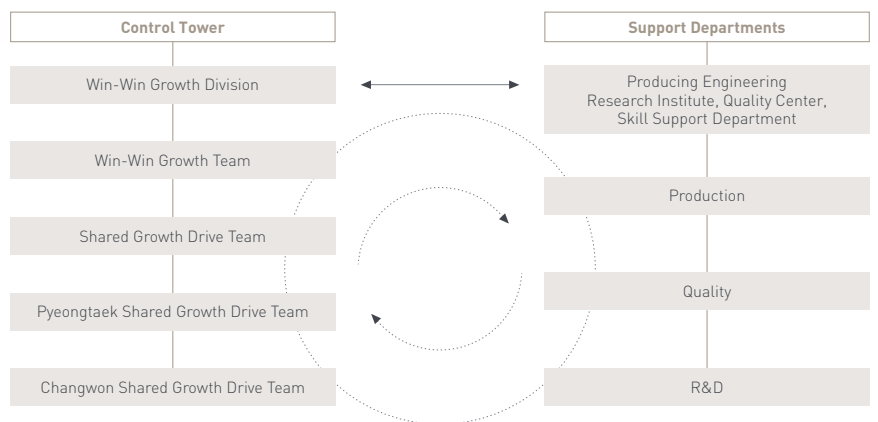 Control Tower
Win-Win Growth Division
Win-Win Growth Team
Shared Growth Drive Team
Pyeongtaek Shared Growth Drive Team
Changwon Shared Growth Drive Team
Support Departments
Producing Engineering
Research Institute, Quality Center,
Skill Support Department
Production
Quality
R&D